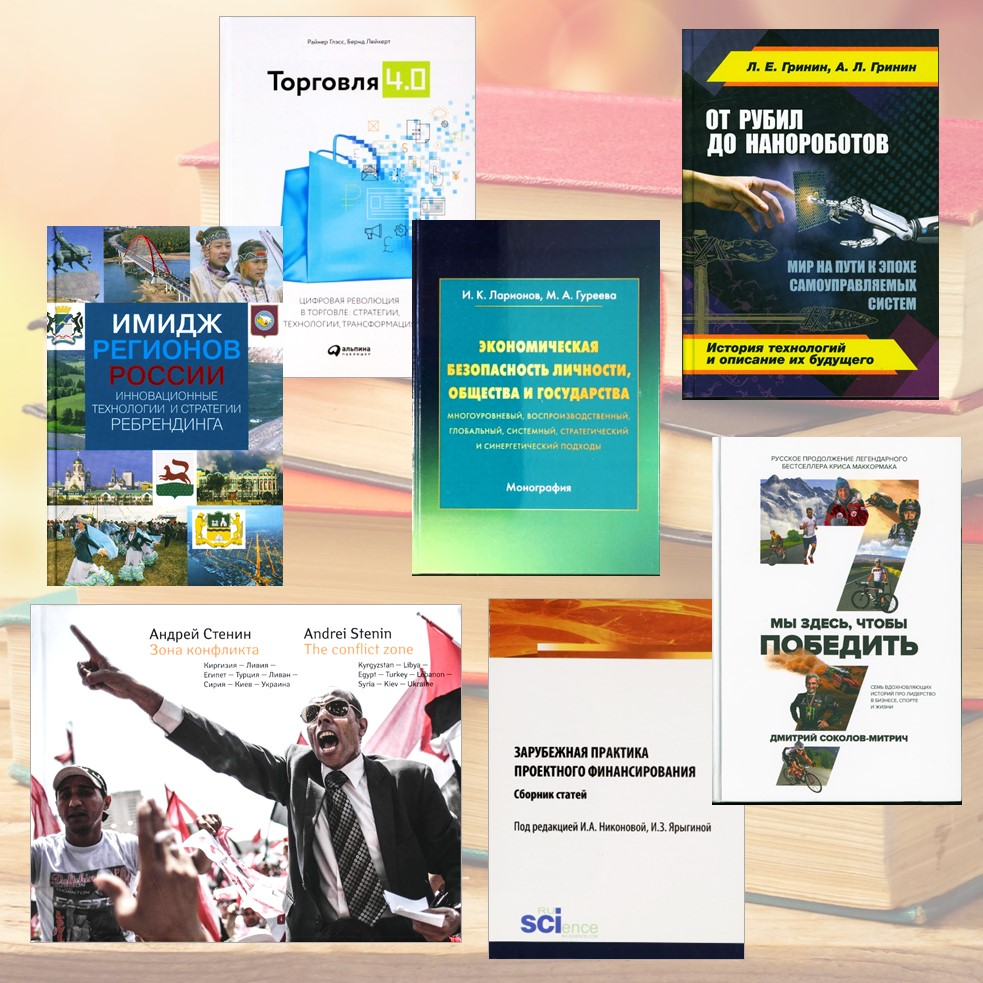 Райнер Глэсс, Бернд Лейкерт
Торговля 4.0
ЦИФРОВАЯ РЕВОЛЮЦИЯ
В ТОРГОВЛЕ: СТРАТЕГИИ,
ТЕХНОЛОГИИ, ТРАНСФОРМАЦИЯ
альпина
ПАБЛИШЕР
Л. Е. Гринин, А. Л. Гринин
ОТ РУБИЛ
ДО НАНОРОБОТОВ
МИР НА ПУТИ К ЭПОХЕ
САМОУПРАВЛЯЕМЫХ
СИСТЕМ
История технологий
и описание их будущего
ИМИДЖ
РЕГИОНОВ
РОССИИ
ИННОВАЦИОННЫЕ
ТЕХНОЛОГИИ И СТРАТЕГИИ
РЕБРЕНДИНГА
И. К. Ларионов, М. А. Гуреева
ЭКОНОМИЧЕСКАЯ
БЕЗОПАСНОСТЬ ЛИЧНОСТИ,
ОБЩЕСТВА И ГОСУДАРСТВА
МНОГОУРОВНЕВЫЙ, ВОСПРОИЗВОДСТВЕННЫЙ,
ГЛОБАЛЬНЫЙ, СИСТЕМНЫЙ, СТРАТЕГИЧЕСКИЙ
И СИНЕРГЕТИЧЕСКИЙ ПОДХОДЫ
Монография
РУССКОЕ ПРОДОЛЖЕНИЕ ЛЕГЕНДАРНОГО
БЕСТСЕЛЛЕРА КРИСА МАККОРМАКА
7
МЫ ЗДЕСЬ, ЧТОБЫ
ПОБЕДИТЬ
СЕМЬ ВДОХНОВЛЯЮЩИХ
ИСТОРИЙ ПРО ЛИДЕРСТВО
В БИЗНЕСЕ, СПОРТЕ
И ЖИЗНИ
ДМИТРИЙ СОКОЛОВ-МИТРИЧ
Андрей Стенин
Зона конфликта
Киргизия — Ливия —
Египет — Турция — Ливан —
Сирия — Киев — Украина
Andrei Stenin
The conflict zone
Kyrgyzstan — Libya —
Egypt — Turkey — Lebanon —
Syria — Kiev — Ukraine
ЗАРУБЕЖНАЯ ПРАКТИКА
ПРОЕКТНОГО ФИНАНСИРОВАНИЯ
Сборник статей
Под редакцией И.А. Никоновой, И.З. Ярыгиной
RU
science